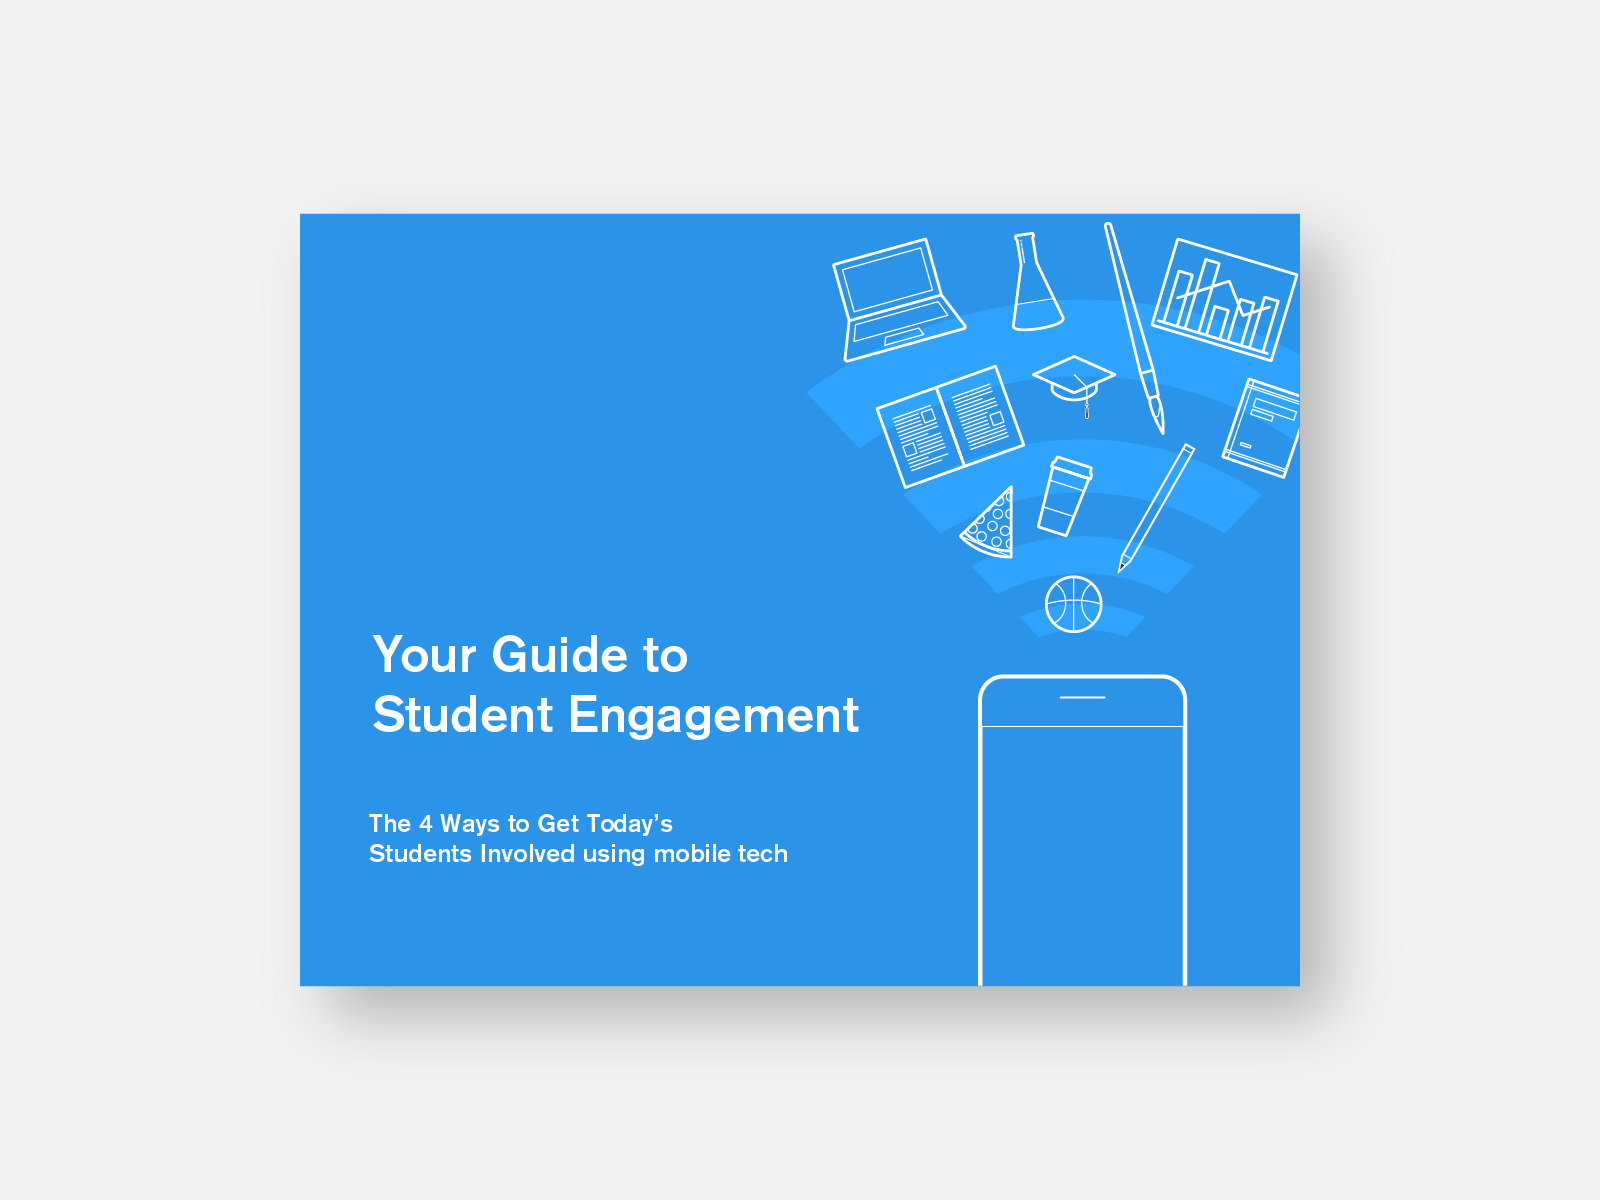 Your Guide to
Student Engagement
The 4 Ways to Get Today’s
Students Involved using mobile tech